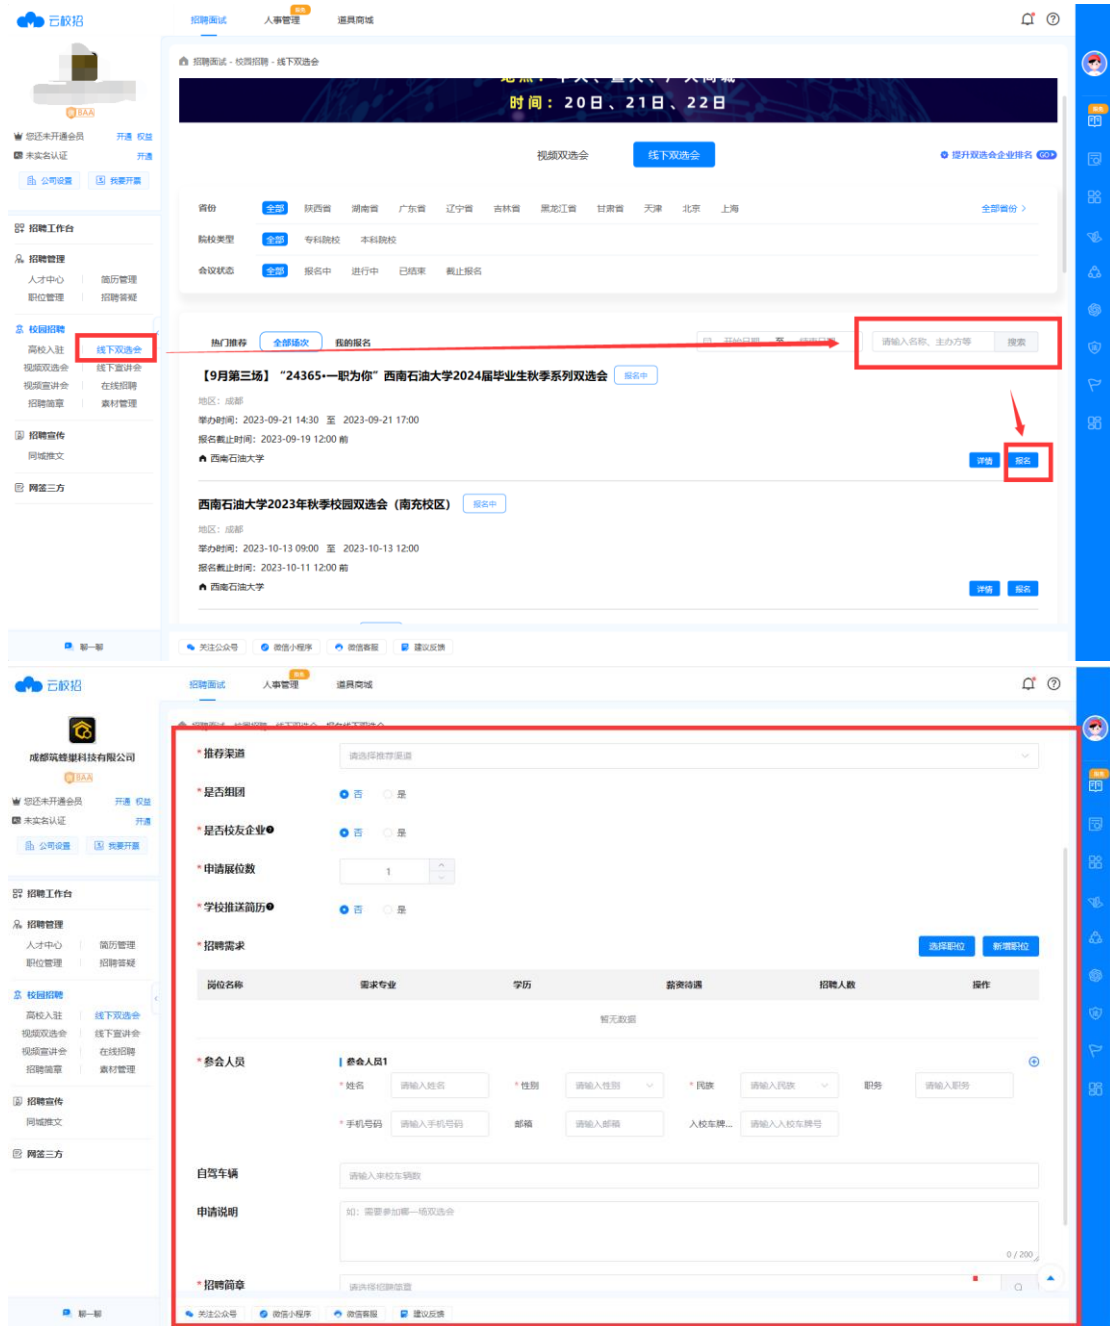 云校招
招聘面试
人事管理
道具商城
招聘面试 - 校园招聘 - 线下双选会
时间：20日、21日、22日
BAA
您还未开通会员 开通 权益
未实名认证 开通
公司设置 我要开票
视频双选会 线下双选会 提升双选会企业排名 GO
省份 全部 陕西省 湖南省 广东省 辽宁省 吉林省 黑龙江省 甘肃省 天津 北京 上海 全部省份 >
院校类型 全部 专科院校 本科院校
会议状态 全部 报名中 进行中 已结束 截止报名
招聘工作台
招聘管理
人才中心 简历管理
职位管理 招聘答疑
校园招聘
高校入驻 线下双选会
视频双选会 线下宣讲会
视频宣讲会 在线招聘
招聘简章 素材管理
招聘宣传
同城推文
网签三方
聊一聊
热门推荐 全部场次 我的报名 至 请输入名称、主办方等 搜索
【9月第三场】“24365•一职为你”西南石油大学2024届毕业生秋季系列双选会 报名中
地区：成都
举办时间：2023-09-21 14:30 至 2023-09-21 17:00
报名截止时间：2023-09-19 12:00 前
西南石油大学 详情 报名
西南石油大学2023年秋季校园双选会（南充校区） 报名中
地区：成都
举办时间：2023-10-13 09:00 至 2023-10-13 12:00
报名截止时间：2023-10-11 12:00 前
西南石油大学 详情 报名
关注公众号 微信小程序 微信客服 建议反馈
云校招
招聘面试
人事管理
道具商城
成都筑蜂巢科技有限公司
BAA
您还未开通会员 开通 权益
未实名认证 开通
公司设置 我要开票
招聘工作台
招聘管理
人才中心 简历管理
职位管理 招聘答疑
校园招聘
高校入驻 线下双选会
视频双选会 线下宣讲会
视频宣讲会 在线招聘
招聘简章 素材管理
招聘宣传
同城推文
网签三方
聊一聊
*推荐渠道 请选择推荐渠道
*是否组团 否 是
*是否校友企业 否 是
*申请展位数 1
*学校推送简历 否 是
*招聘需求 选择职位 新增职位
岗位名称 需求专业 学历 薪资待遇 招聘人数 操作
暂无数据
*参会人员 参会人员1
*姓名 请输入姓名 *性别 请输入性别 *民族 请输入民族 职务 请输入职务
*手机号码 请输入手机号码 邮箱 请输入邮箱 入校车牌... 请输入入校车牌号
自驾车辆 请输入来校车辆数
申请说明 如：需要参加哪一场双选会
0 / 200
*招聘简章 请选择招聘简章
关注公众号 微信小程序 微信客服 建议反馈